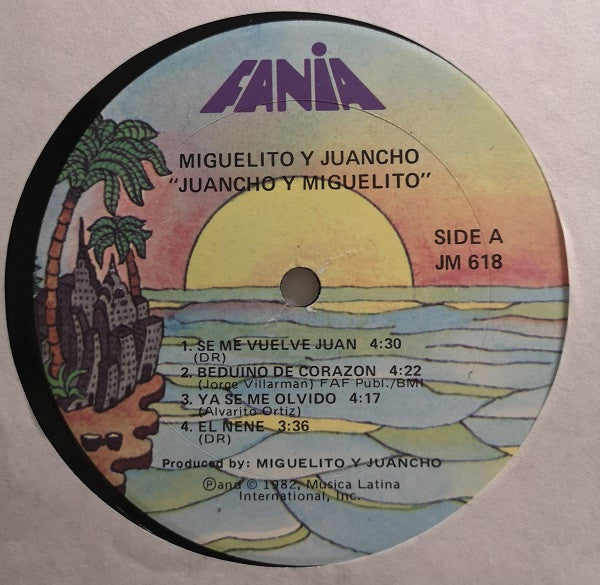 FANIA
MIGUELITO Y JUANCHO
"JUANCHO Y MIGUELITO"
SIDE A
JM 618
1. SE ME VUELVE JUAN 4:30
(DR)
2. BEDUINO DE CORAZON 4:22
(Jorge Villarman) FAF Publ./BMI
3. YA SE ME OLVIDO 4:17
(Alvarito Ortiz)
4. EL NENE 3:36
(DR)
Produced by: MIGUELITO Y JUANCHO
Ⓟand © 1982, Musica Latina
International, Inc.